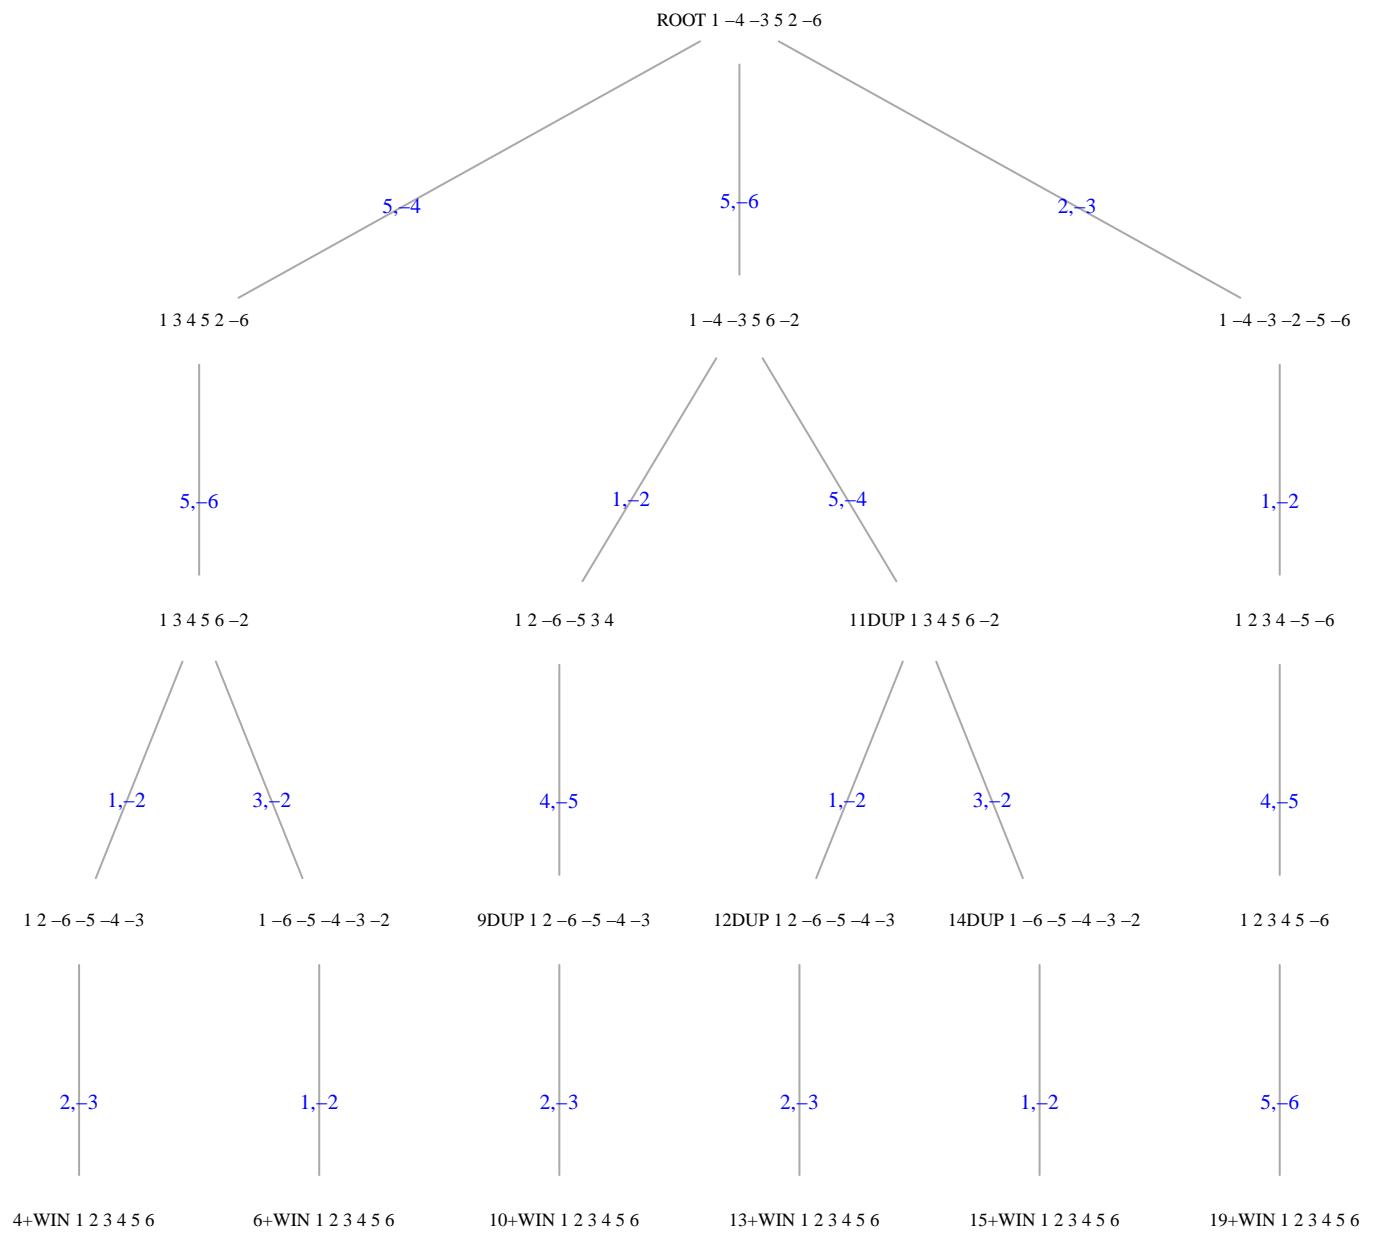 ROOT 1 –4 –3 5 2 –6
5,–4
5,–6
2,–3
1 3 4 5 2 –6
1 –4 –3 5 6 –2
1 –4 –3 –2 –5 –6
5,–6
1,–2
5,–4
1,–2
1 3 4 5 6 –2
1 2 –6 –5 3 4
11DUP 1 3 4 5 6 –2
1 2 3 4 –5 –6
1,–2
3,–2
4,–5
1,–2
3,–2
4,–5
1 2 –6 –5 –4 –3
1 –6 –5 –4 –3 –2
9DUP 1 2 –6 –5 –4 –3
12DUP 1 2 –6 –5 –4 –3
14DUP 1 –6 –5 –4 –3 –2
1 2 3 4 5 –6
2,–3
1,–2
2,–3
2,–3
1,–2
5,–6
4+WIN 1 2 3 4 5 6
6+WIN 1 2 3 4 5 6
10+WIN 1 2 3 4 5 6
13+WIN 1 2 3 4 5 6
15+WIN 1 2 3 4 5 6
19+WIN 1 2 3 4 5 6